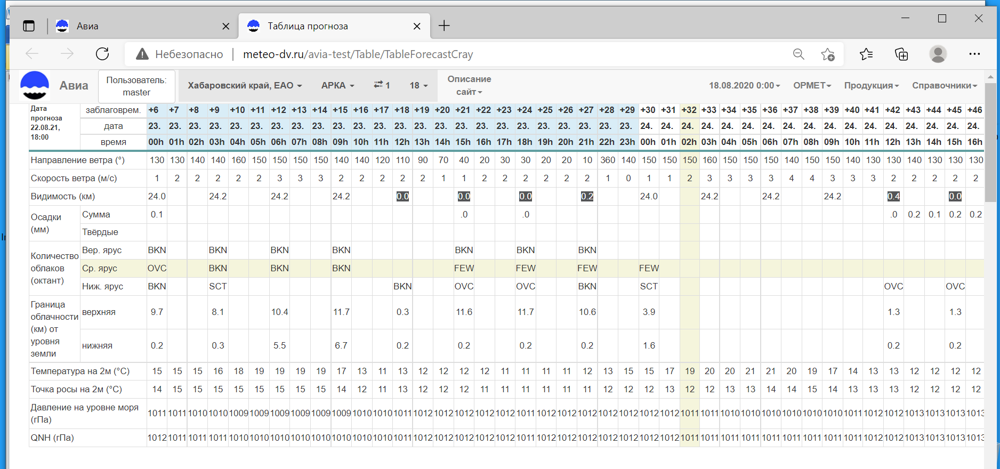 Авиа
Таблица прогноза
Небезопасно
meteo-dv.ru/avia-test/Table/TableForecastCray
Авиа
Пользователь:
master
Хабаровский край, ЕАО
АРКА
1
18
Описание
сайт
18.08.2020 0:00
ОРМЕТ
Продукция
Справочники
Дата
прогноза
22.08.21,
18:00
заблаговрем. +6 +7 +8 +9 +10 +11 +12 +13 +14 +15 +16 +17 +18 +19 +20 +21 +22 +23 +24 +25 +26 +27 +28 +29 +30 +31 +32 +33 +34 +35 +36 +37 +38 +39 +40 +41 +42 +43 +44 +45 +46
дата 23. 23. 23. 23. 23. 23. 23. 23. 23. 23. 23. 23. 23. 23. 23. 23. 23. 23. 23. 23. 23. 23. 23. 23. 24. 24. 24. 24. 24. 24. 24. 24. 24. 24. 24. 24. 24. 24. 24. 24. 24.
время 00h 01h 02h 03h 04h 05h 06h 07h 08h 09h 10h 11h 12h 13h 14h 15h 16h 17h 18h 19h 20h 21h 22h 23h 00h 01h 02h 03h 04h 05h 06h 07h 08h 09h 10h 11h 12h 13h 14h 15h 16h
Направление ветра (°) 130 130 140 140 160 150 150 150 150 140 140 120 110 90 70 40 20 30 30 20 20 10 360 140 150 150 150 160 150 150 150 140 150 150 140 130 130 140 130 130 130
Скорость ветра (м/с) 1 2 2 2 2 2 3 3 3 2 2 2 2 2 1 1 2 2 2 2 2 2 1 0 1 1 2 3 3 3 3 4 4 3 3 3 2 2 2 2 2
Видимость (км) 24.0 24.2 24.2 24.2 0.0 0.0 0.0 0.2 24.0 24.2 24.2 24.2 0.4 0.0
Осадки
(мм)
Сумма 0.1 .0 .0 .0 0.2 0.1 0.2 0.2
Твёрдые
Количество
облаков
(октант)
Вер. ярус BKN BKN BKN BKN BKN BKN BKN
Ср. ярус OVC BKN BKN BKN FEW FEW FEW FEW
Ниж. ярус BKN SCT BKN OVC OVC BKN SCT OVC OVC
Граница
облачности
(км) от
уровня
земли
верхняя 9.7 8.1 10.4 11.7 0.3 11.6 11.7 10.6 3.9 1.3 1.3
нижняя 0.2 0.3 5.5 6.7 0.2 0.2 0.2 0.2 1.6 0.2 0.2
Температура на 2м (°C) 15 15 15 16 18 19 19 19 19 17 13 11 13 12 12 12 12 11 11 11 11 12 13 15 15 17 19 20 20 21 21 20 19 17 14 13 13 12 12 12 12
Точка росы на 2м (°C) 14 15 15 15 15 15 15 15 15 14 12 11 13 12 12 12 11 11 11 11 11 11 12 12 12 13 12 12 13 13 14 14 15 14 13 13 13 12 12 12 12
Давление на уровне моря
(гПа)
1011 1011 1010 1010 1009 1009 1009 1009 1009 1009 1010 1010 1011 1012 1012 1012 1012 1012 1011 1012 1012 1012 1012 1012 1012 1012 1011 1011 1010 1010 1010 1010 1010 1010 1011 1012 1012 1013 1013 1013 1013
QNH (гПа) 1012 1011 1011 1011 1010 1010 1010 1010 1010 1010 1010 1010 1011 1012 1012 1012 1012 1012 1012 1012 1012 1012 1012 1012 1012 1012 1011 1011 1011 1011 1011 1010 1011 1011 1011 1012 1012 1013 1013 1013 1013